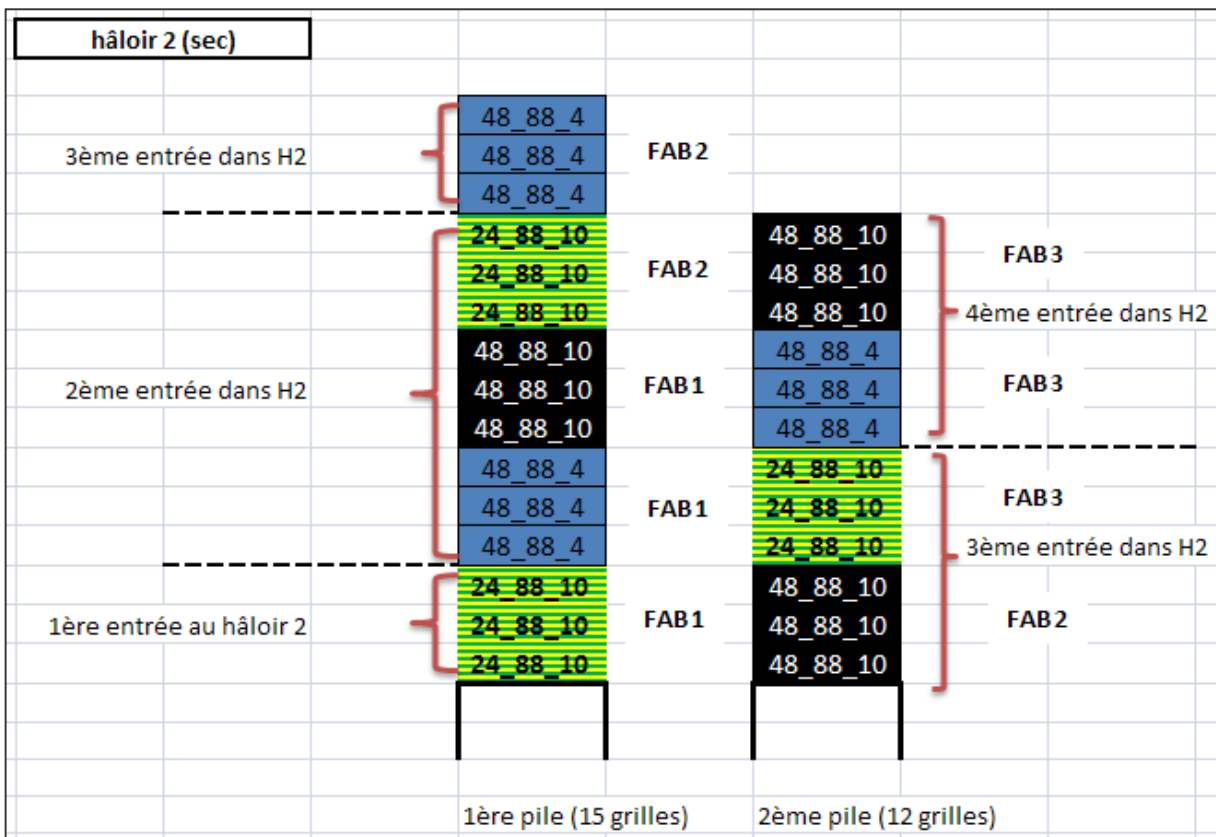 hâloir 2 (sec)
48_88_4
3ème entrée dans H2 48_88_4 FAB2
48_88_4
24_88_10 48_88_10
24_88_10 FAB2 48_88_10 FAB3
24_88_10 48_88_10 4ème entrée dans H2
48_88_10 48_88_4
2ème entrée dans H2 48_88_10 FAB1 48_88_4 FAB3
48_88_10 48_88_4
48_88_4 24_88_10
48_88_4 FAB1 24_88_10 FAB3
48_88_4 24_88_10 3ème entrée dans H2
24_88_10 48_88_10
1ère entrée au hâloir 2 24_88_10 FAB1 48_88_10 FAB2
24_88_10 48_88_10
1ère pile (15 grilles) 2ème pile (12 grilles)